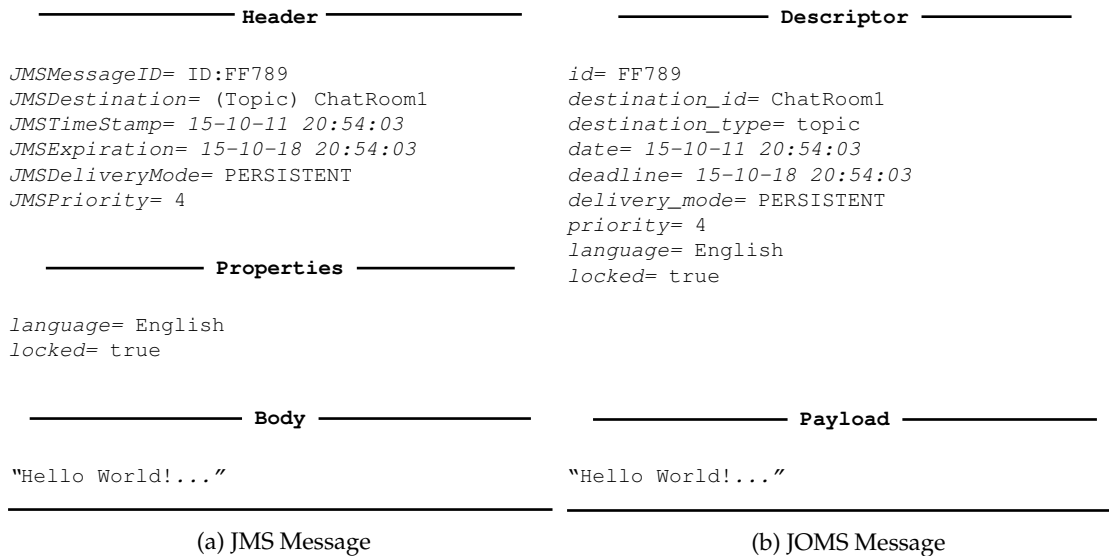 Header
JMSMessageID= ID:FF789
JMSDestination= (Topic) ChatRoom1
JMSTimeStamp= 15-10-11 20:54:03
JMSExpiration= 15-10-18 20:54:03
JMSDeliveryMode= PERSISTENT
JMSPriority= 4
Properties
language= English
locked= true
Body
"Hello World!..."
(a) JMS Message
Descriptor
id= FF789
destination_id= ChatRoom1
destination_type= topic
date= 15-10-11 20:54:03
deadline= 15-10-18 20:54:03
delivery_mode= PERSISTENT
priority= 4
language= English
locked= true
Payload
"Hello World!..."
(b) JOMS Message